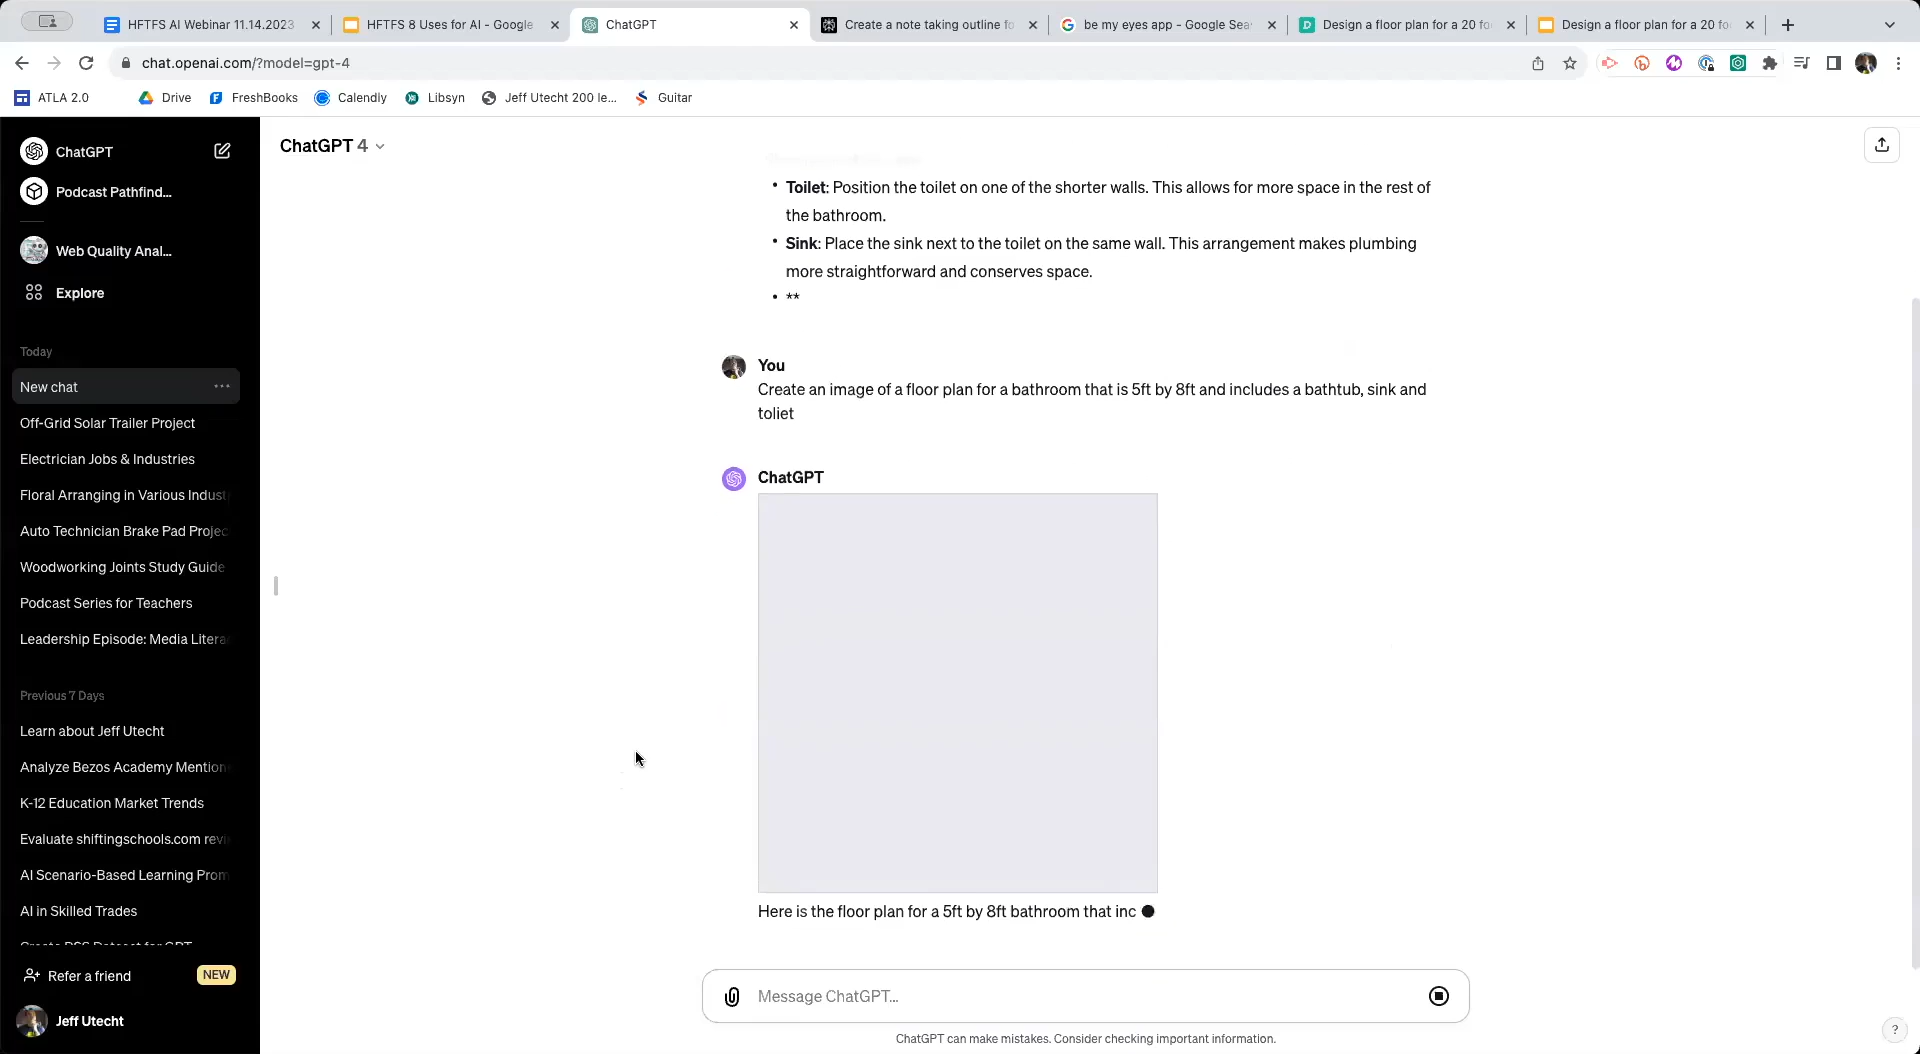 HFTFS AI Webinar 11.14.2023
HFTFS 8 Uses for AI - Google
ChatGPT
Create a note taking outline fo
be my eyes app - Google Sea
Design a floor plan for a 20 fo
Design a floor plan for a 20 fo
chat.openai.com/?model=gpt-4
ATLA 2.0
Drive
FreshBooks
Calendly
Libsyn
Jeff Utecht 200 le...
Guitar
ChatGPT
Podcast Pathfind...
Web Quality Anal...
Explore
Today
New chat
Off-Grid Solar Trailer Project
Electrician Jobs & Industries
Floral Arranging in Various Indust
Auto Technician Brake Pad Projec
Woodworking Joints Study Guide
Podcast Series for Teachers
Leadership Episode: Media Litera
Previous 7 Days
Learn about Jeff Utecht
Analyze Bezos Academy Mention
K-12 Education Market Trends
Evaluate shiftingschools.com revi
AI Scenario-Based Learning Prom
AI in Skilled Trades
Refer a friend
NEW
Jeff Utecht
ChatGPT 4
• Toilet: Position the toilet on one of the shorter walls. This allows for more space in the rest of
the bathroom.
• Sink: Place the sink next to the toilet on the same wall. This arrangement makes plumbing
more straightforward and conserves space.
• **
You
Create an image of a floor plan for a bathroom that is 5ft by 8ft and includes a bathtub, sink and
toliet
ChatGPT
Here is the floor plan for a 5ft by 8ft bathroom that inc
Message ChatGPT...
ChatGPT can make mistakes. Consider checking important information.
?